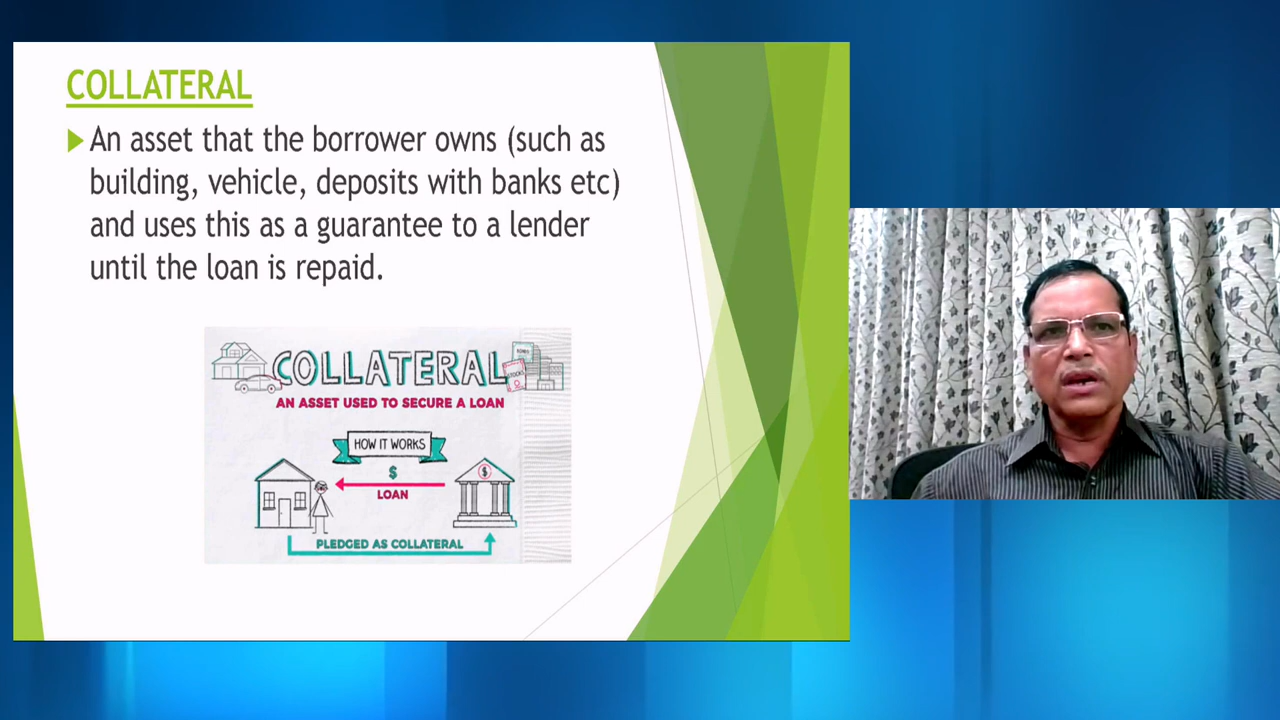 COLLATERAL
An asset that the borrower owns (such as
building, vehicle, deposits with banks etc)
and uses this as a guarantee to a lender
until the loan is repaid.
COLLATERAL
STOCKS
AN ASSET USED TO SECURE A LOAN
HOW IT WORKS
$
$
LOAN
PLEDGED AS COLLATERAL